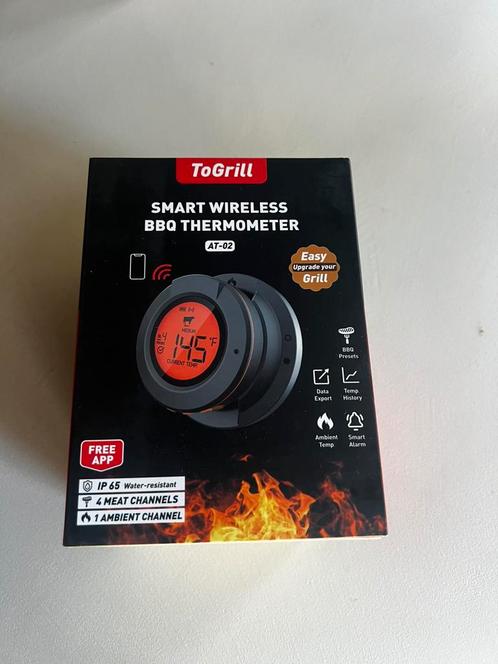 ToGrill
SMART WIRELESS
BBQ THERMOMETER
AT-02
Easy
Upgrade your
Grill
MEDIUM
145°F
CURRENT TEMP
BBQ
Presets
Data
Export
Temp
History
Ambient
Temp
Smart
Alarm
FREE
APP
IP 65 Water-resistant
4 MEAT CHANNELS
1 AMBIENT CHANNEL